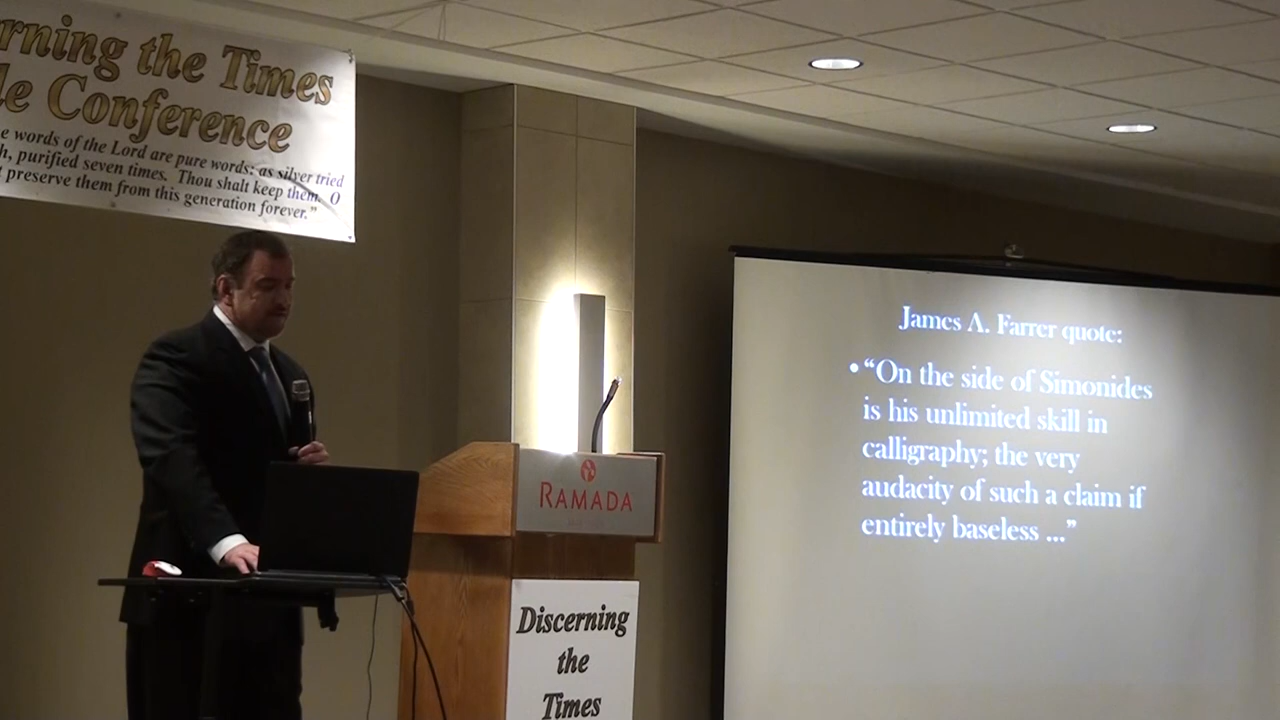 rning the Times
le Conference
e words of the Lord are pure words: as silver tried
h, purified seven times. Thou shalt keep them, O
t preserve them from this generation forever."
RAMADA
Discerning
the
Times
James A. Farrer quote:
• “On the side of Simonides
is his unlimited skill in
calligraphy; the very
audacity of such a claim if
entirely baseless ...”